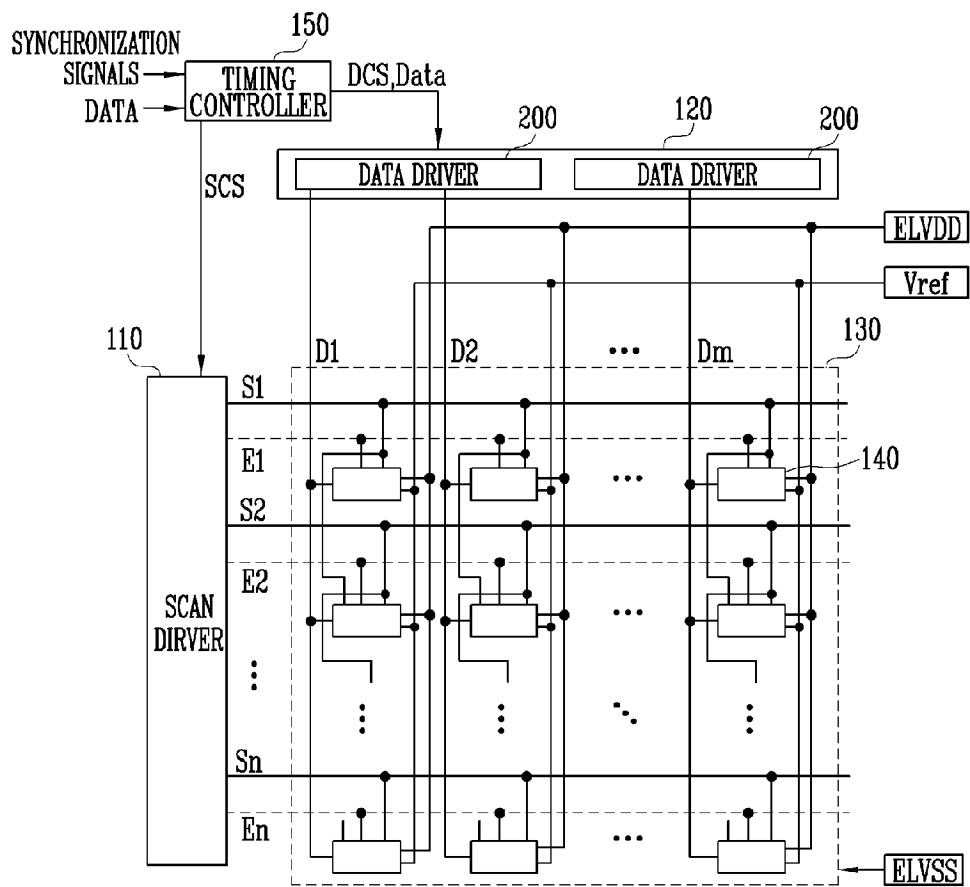 150
SYNCHRONIZATION
SIGNALS
DATA
TIMING
CONTROLLER
DCS,Data
SCS
200
120
200
DATA DRIVER
DATA DRIVER
ELVDD
Vref
110
D1
D2
...
Dm
130
S1
E1
...
140
S2
E2
...
SCAN
DIRVER
Sn
En
...
ELVSS